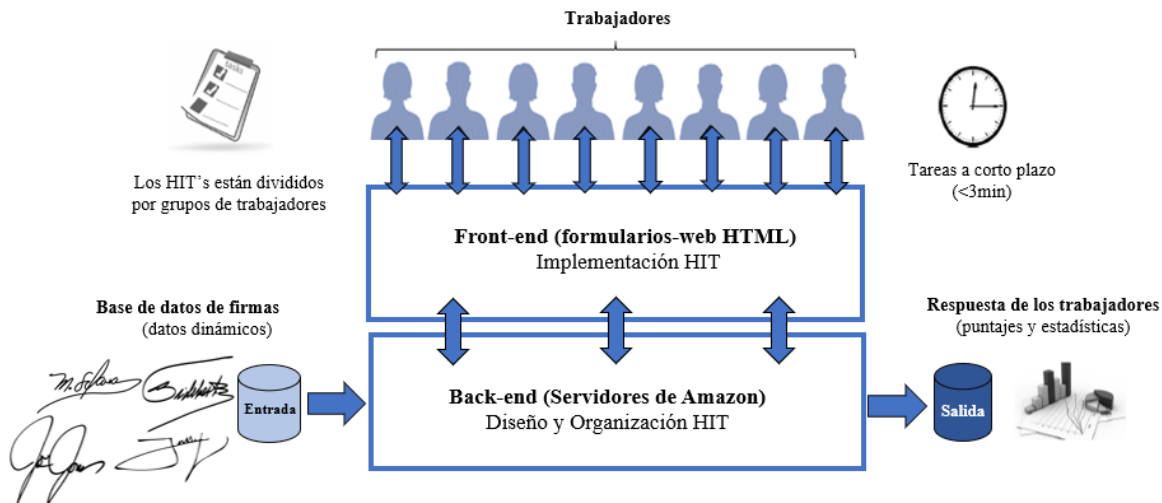 Trabajadores
tasks
Los HIT's están divididos
por grupos de trabajadores
Tareas a corto plazo
(<3min)
Front-end (formularios-web HTML)
Implementación HIT
Base de datos de firmas
(datos dinámicos)
Respuesta de los trabajadores
(puntajes y estadísticas)
Entrada
Back-end (Servidores de Amazon)
Diseño y Organización HIT
Salida